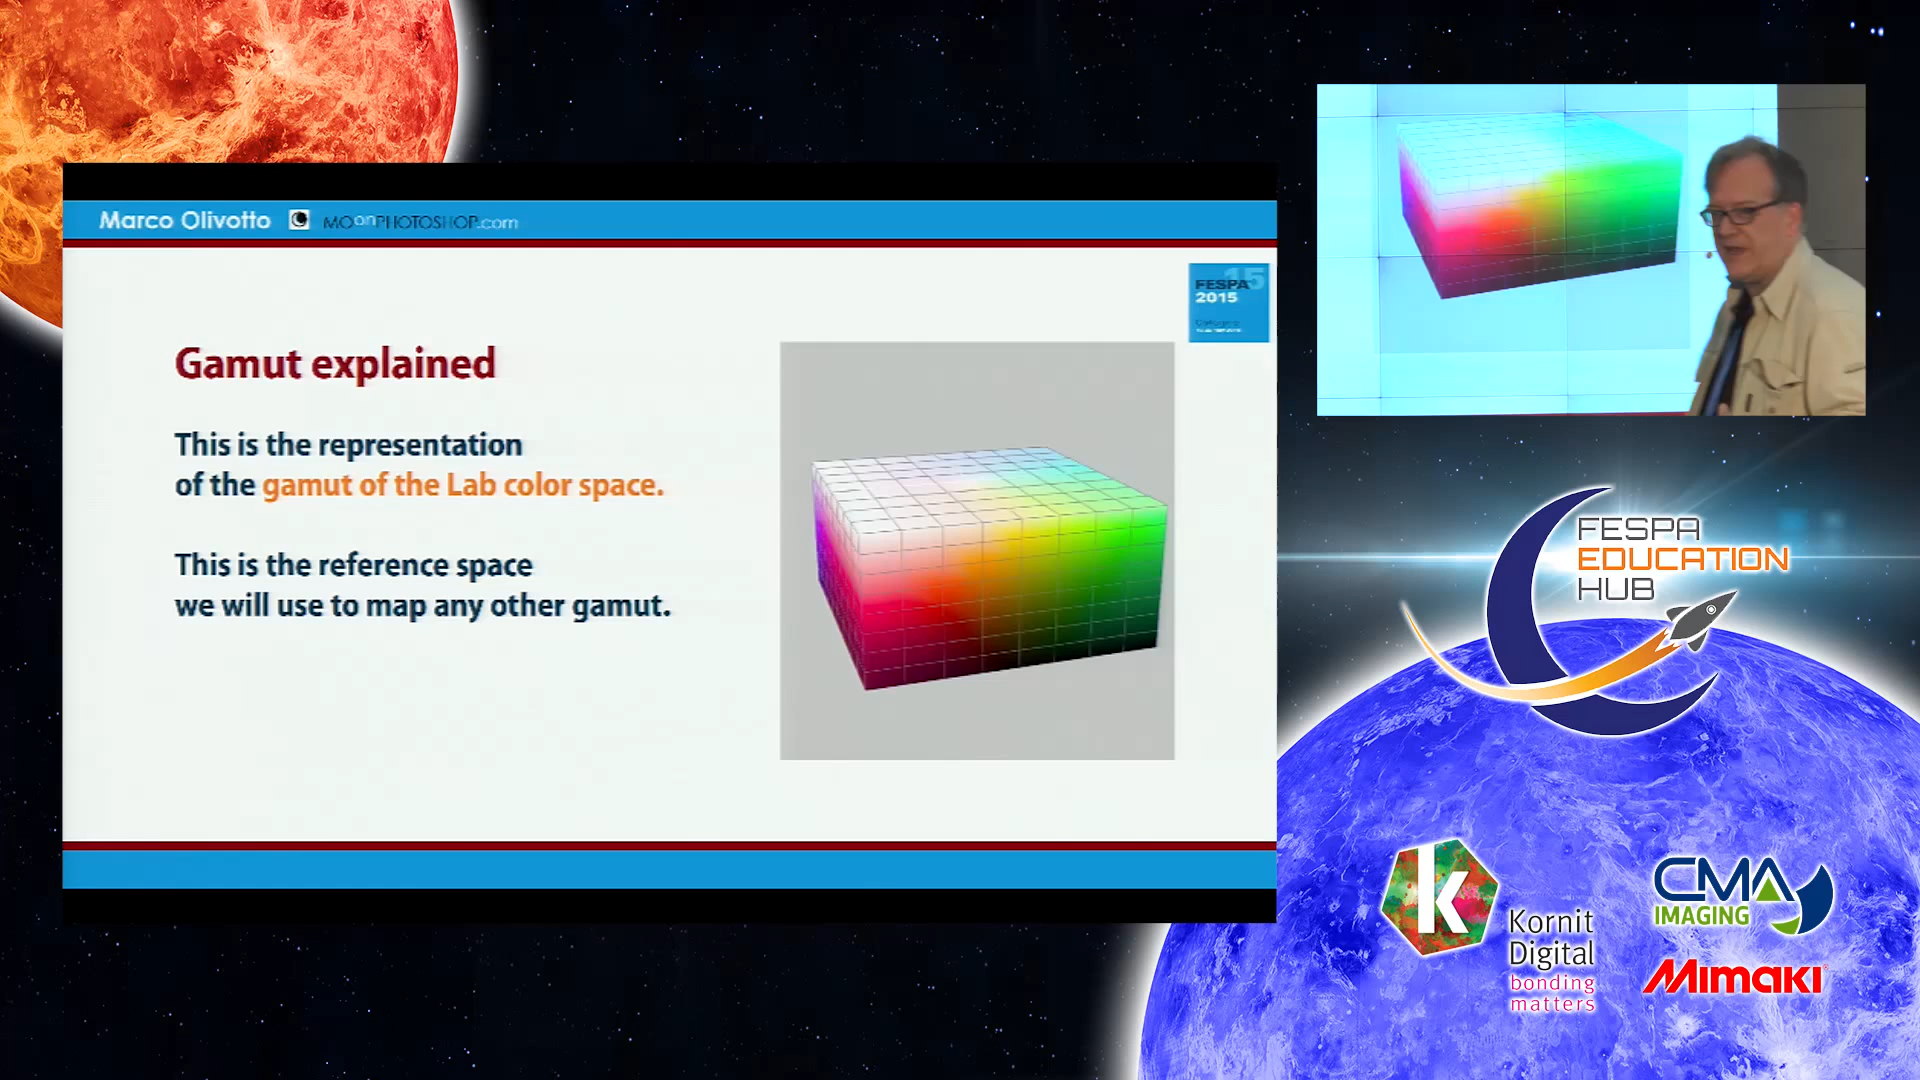 Marco Olivotto
MOonPHOTOSHOP.com
15
FESPA
2015
Gamut explained
This is the representation
of the gamut of the Lab color space.
This is the reference space
we will use to map any other gamut.
FESPA
EDUCATION
HUB
K
Kornit
Digital
bonding
matters
CMA
IMAGING
Mimaki